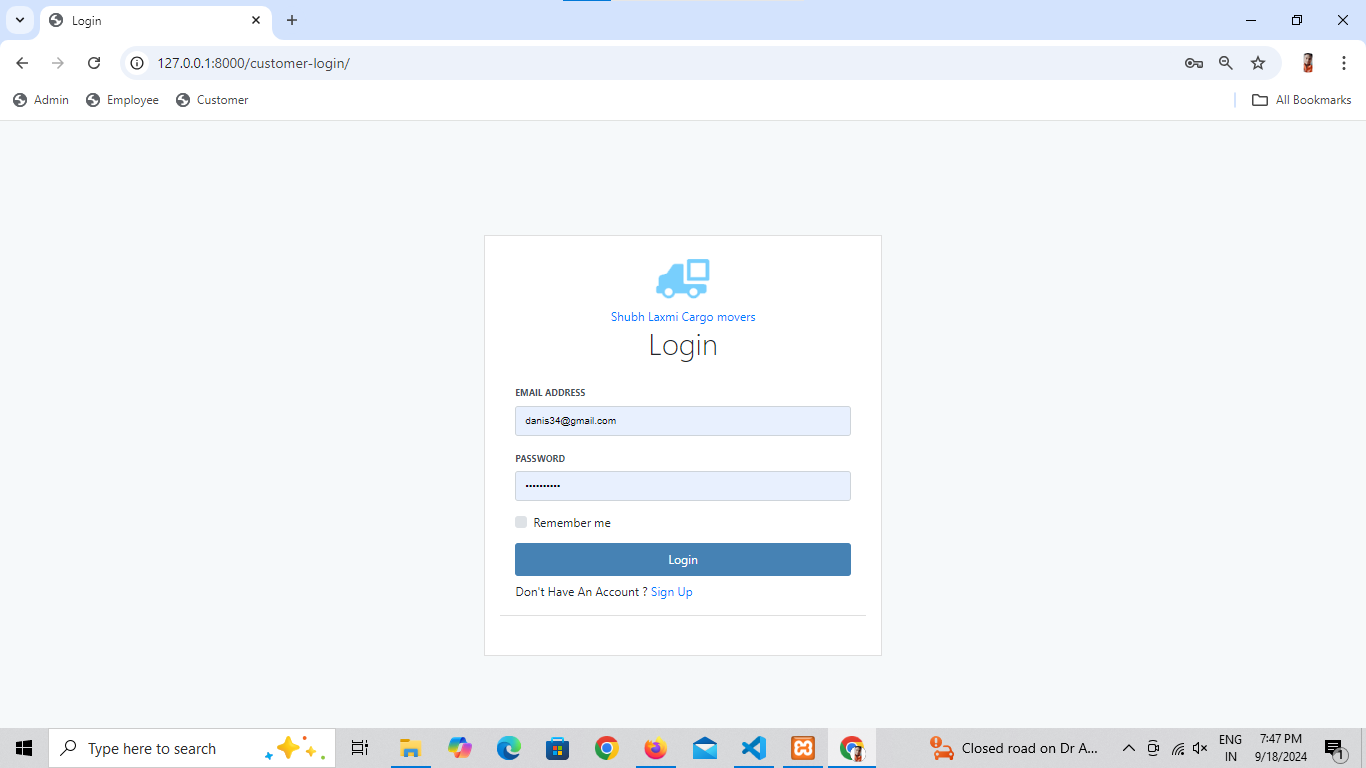 Login
127.0.0.1:8000/customer-login/
Admin Employee Customer All Bookmarks
Shubh Laxmi Cargo movers
Login
EMAIL ADDRESS
danis34@gmail.com
PASSWORD
••••••••••
Remember me
Login
Don't Have An Account ? Sign Up
Type here to search
Closed road on Dr A...
ENG
IN
7:47 PM
9/18/2024
1